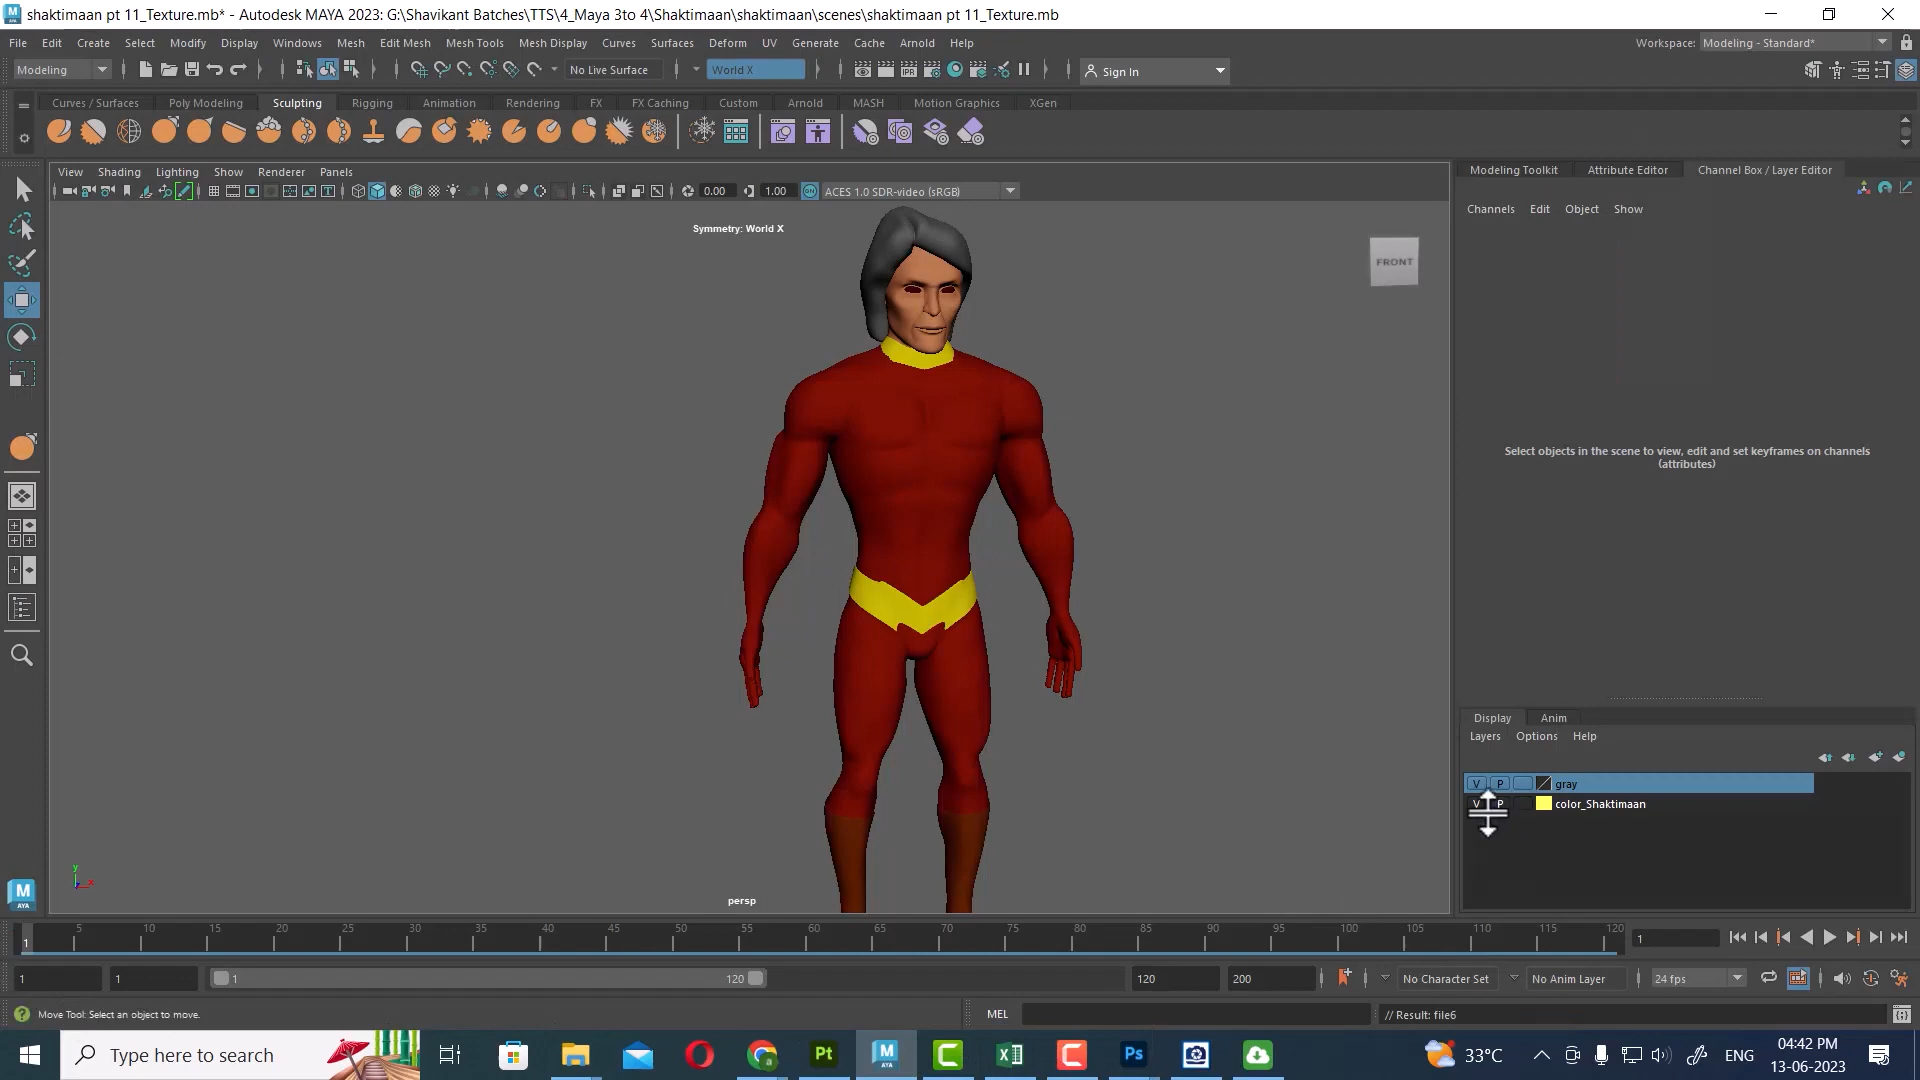 shaktimaan pt 11_Texture.mb* - Autodesk MAYA 2023: G:\Shavikant Batches\TTS\4_Maya 3to 4\Shaktimaan\shaktimaan\scenes\shaktimaan pt 11_Texture.mb
File Edit Create Select Modify Display Windows Mesh Edit Mesh Mesh Tools Mesh Display Curves Surfaces Deform UV Generate Cache Arnold Help Workspace: Modeling - Standard*
Modeling No Live Surface World X IPR Sign In
Curves / Surfaces Poly Modeling Sculpting Rigging Animation Rendering FX FX Caching Custom Arnold MASH Motion Graphics XGen
View Shading Lighting Show Renderer Panels
0.00 1.00 ON ACES 1.0 SDR-video (sRGB)
Modeling Toolkit Attribute Editor Channel Box / Layer Editor
Channels Edit Object Show
Symmetry: World X
FRONT
Select objects in the scene to view, edit and set keyframes on channels
(attributes)
Display Anim
Layers Options Help
V P gray
V P color_Shaktimaan
y
x
persp
M
AYA
5 10 15 20 25 30 35 40 45 50 55 60 65 70 75 80 85 90 95 100 105 110 115 120
1 1
1 1 1 120 120 200 No Character Set No Anim Layer 24 fps
Move Tool: Select an object to move. MEL // Result: file6
Type here to search Pt M AYA C C Ps 33°C ENG 04:42 PM
13-06-2023